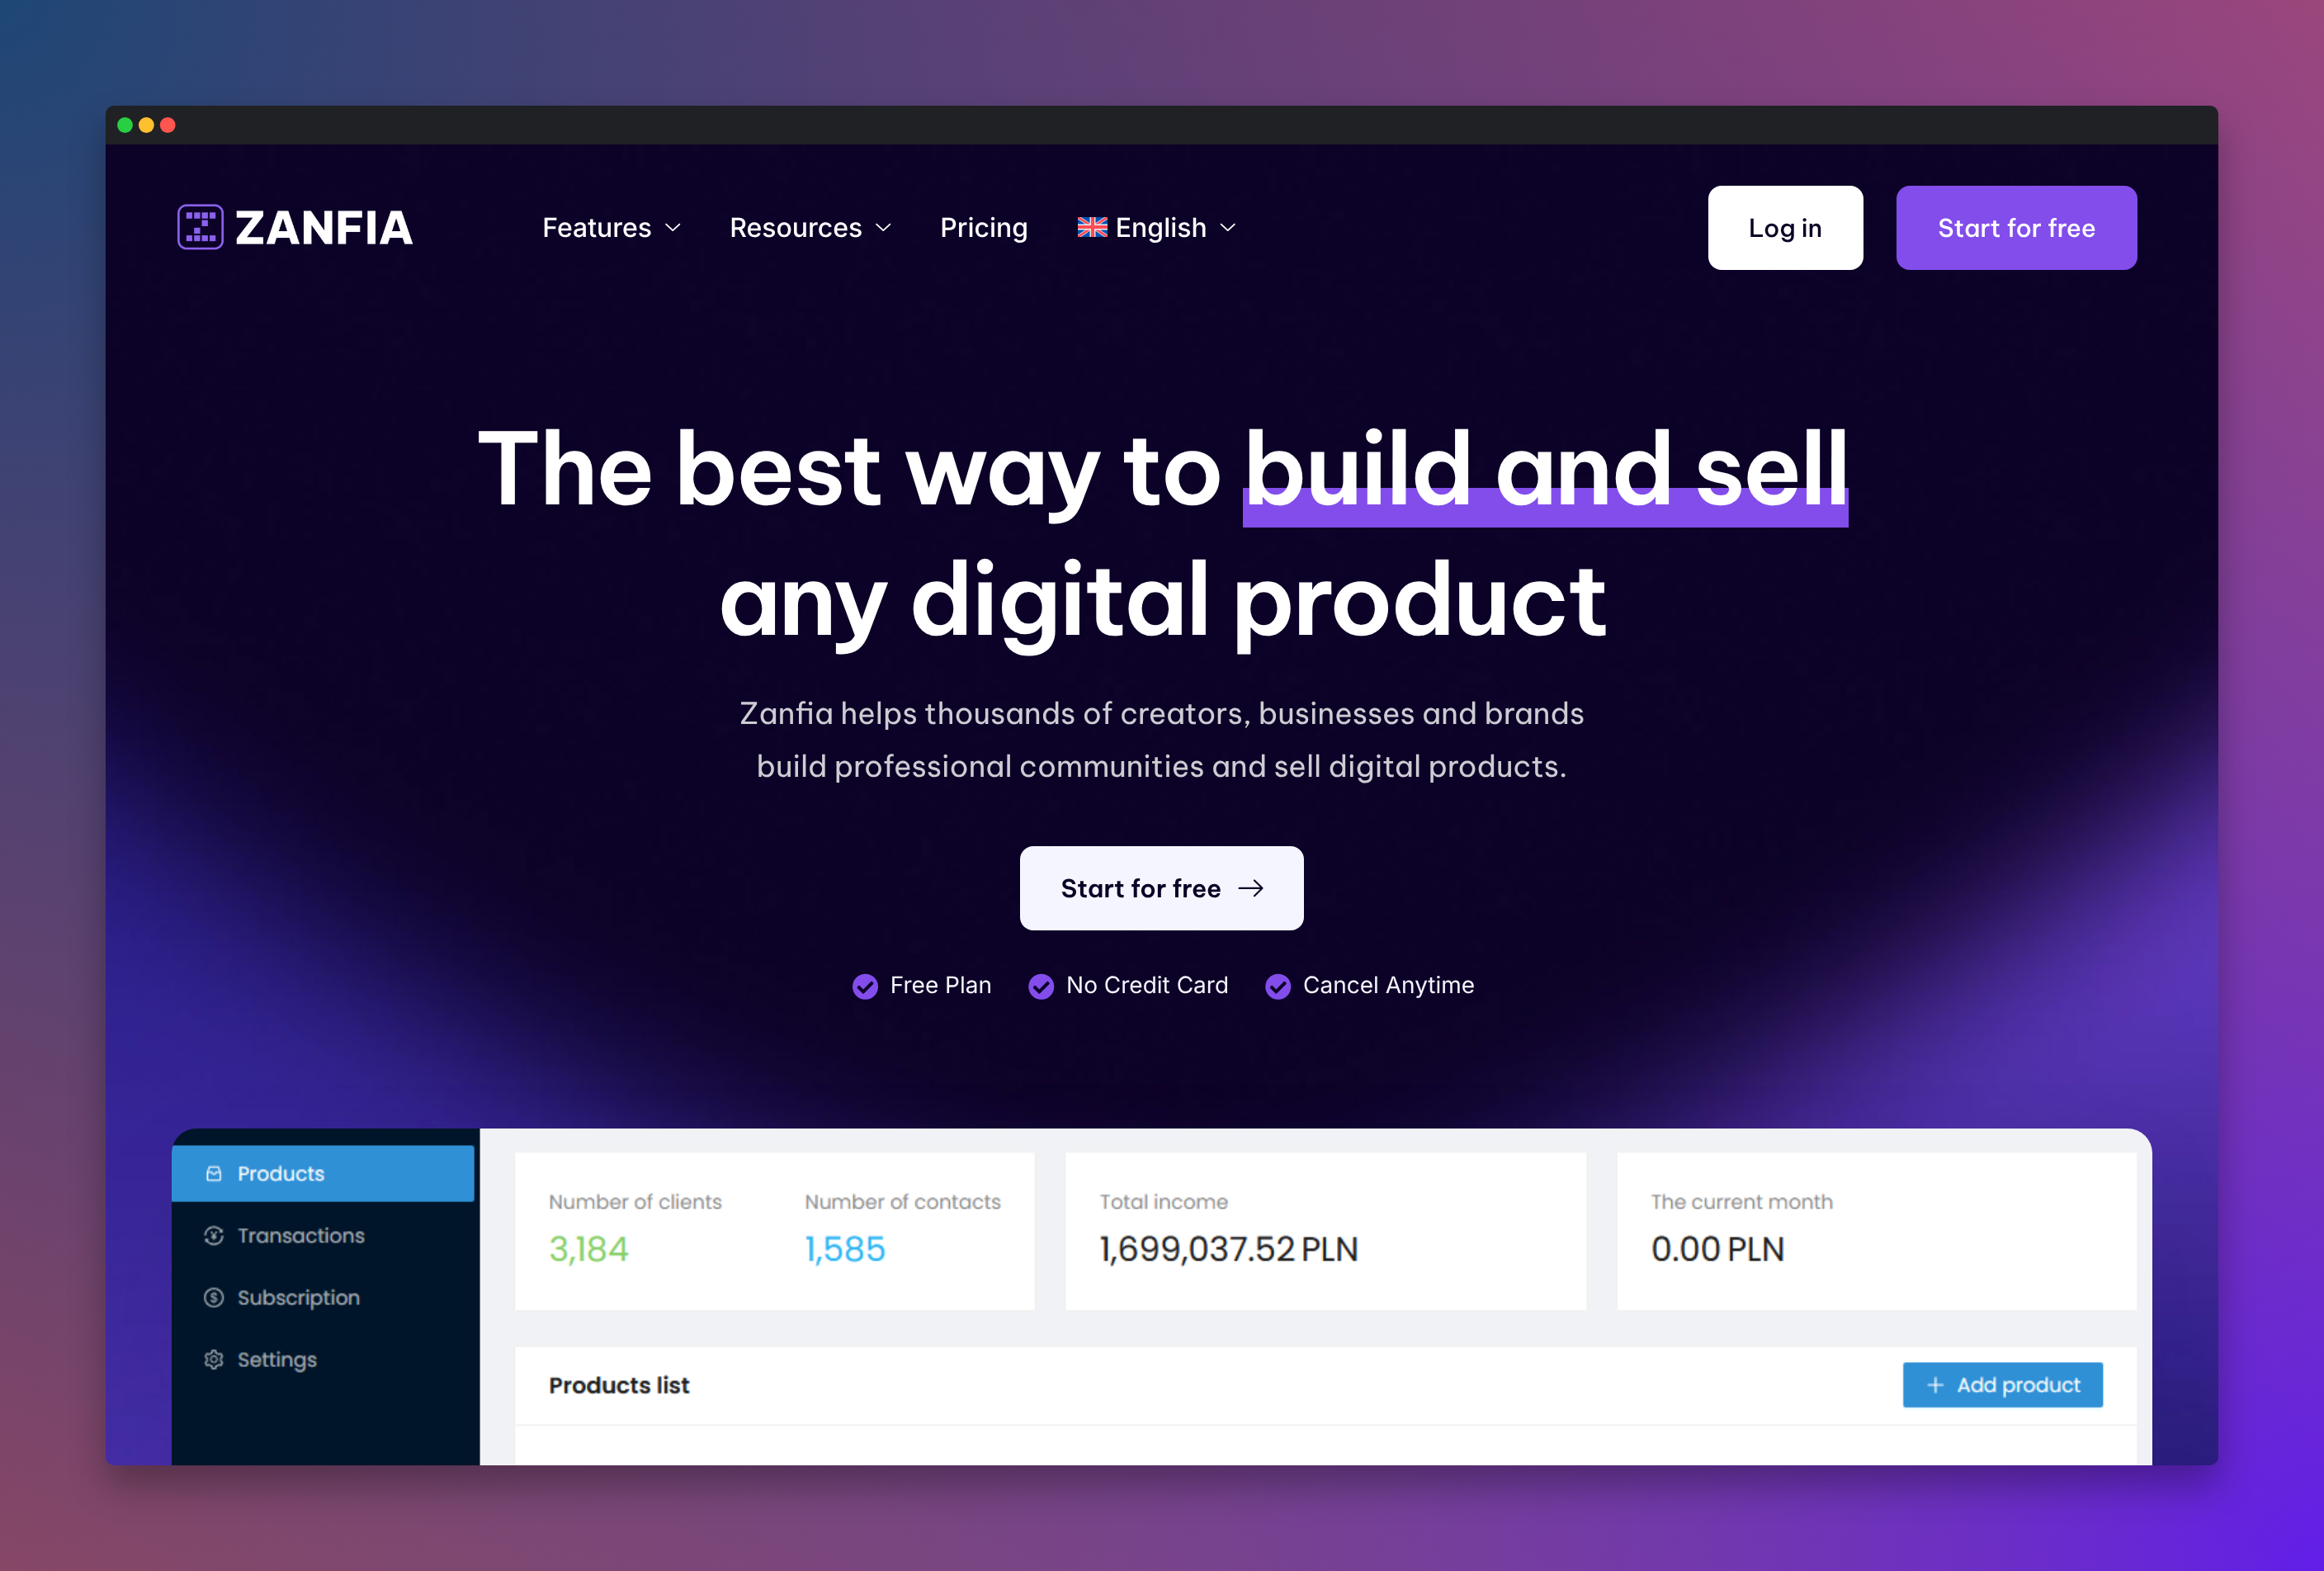 ZANFIA
Features
Resources
Pricing
English
Log in
Start for free
The best way to build and sell
any digital product
Zanfia helps thousands of creators, businesses and brands
build professional communities and sell digital products.
Start for free
Free Plan
No Credit Card
Cancel Anytime
Products
Transactions
Subscription
Settings
Number of clients
3,184
Number of contacts
1,585
Total income
1,699,037.52 PLN
The current month
0.00 PLN
Products list
Add product